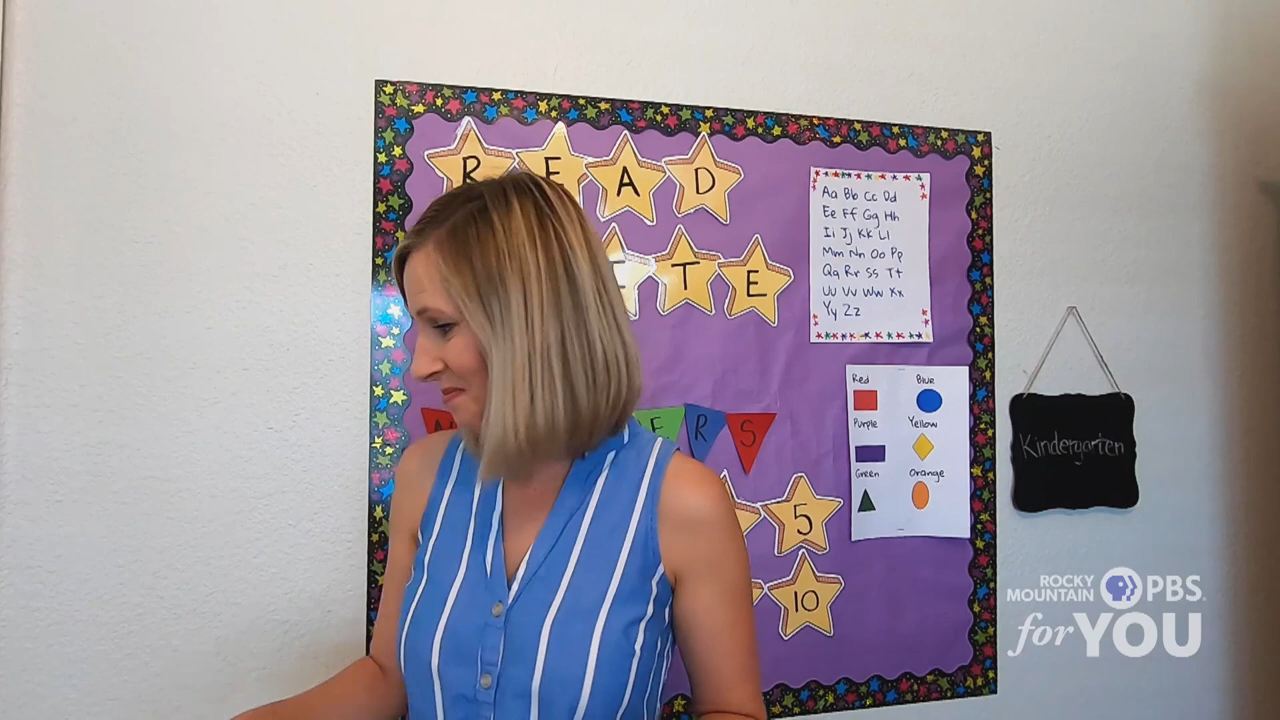 READ
TE
Aa Bb Cc Dd
Ee Ff Gg Hh
Ii Jj Kk Ll
Mm Nn Oo Pp
Qq Rr Ss Tt
Uu Vv Ww Xx
Yy Zz
Red Blue
Purple Yellow
Green Orange
ERS
5
10
Kindergarten
ROCKY
MOUNTAIN PBS
for YOU